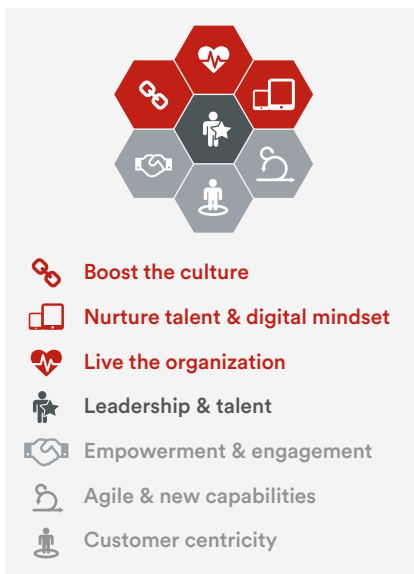 Boost the culture
Nurture talent & digital mindset
Live the organization
Leadership & talent
Empowerment & engagement
Agile & new capabilities
Customer centricity